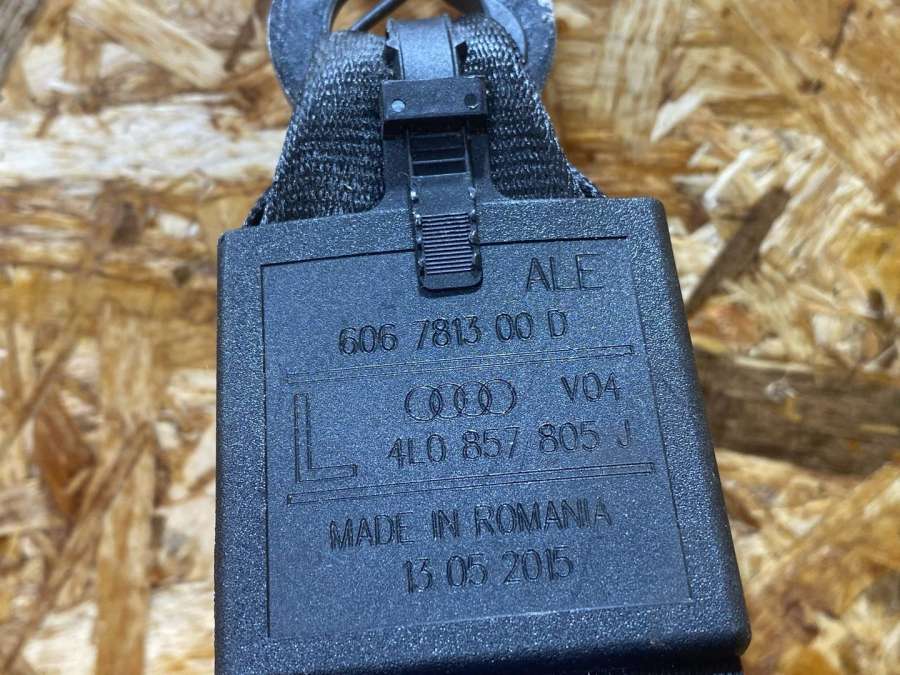 ALE
606 7813 00 D
L
V04
4L0 857 805 J
MADE IN ROMANIA
13 05 2015